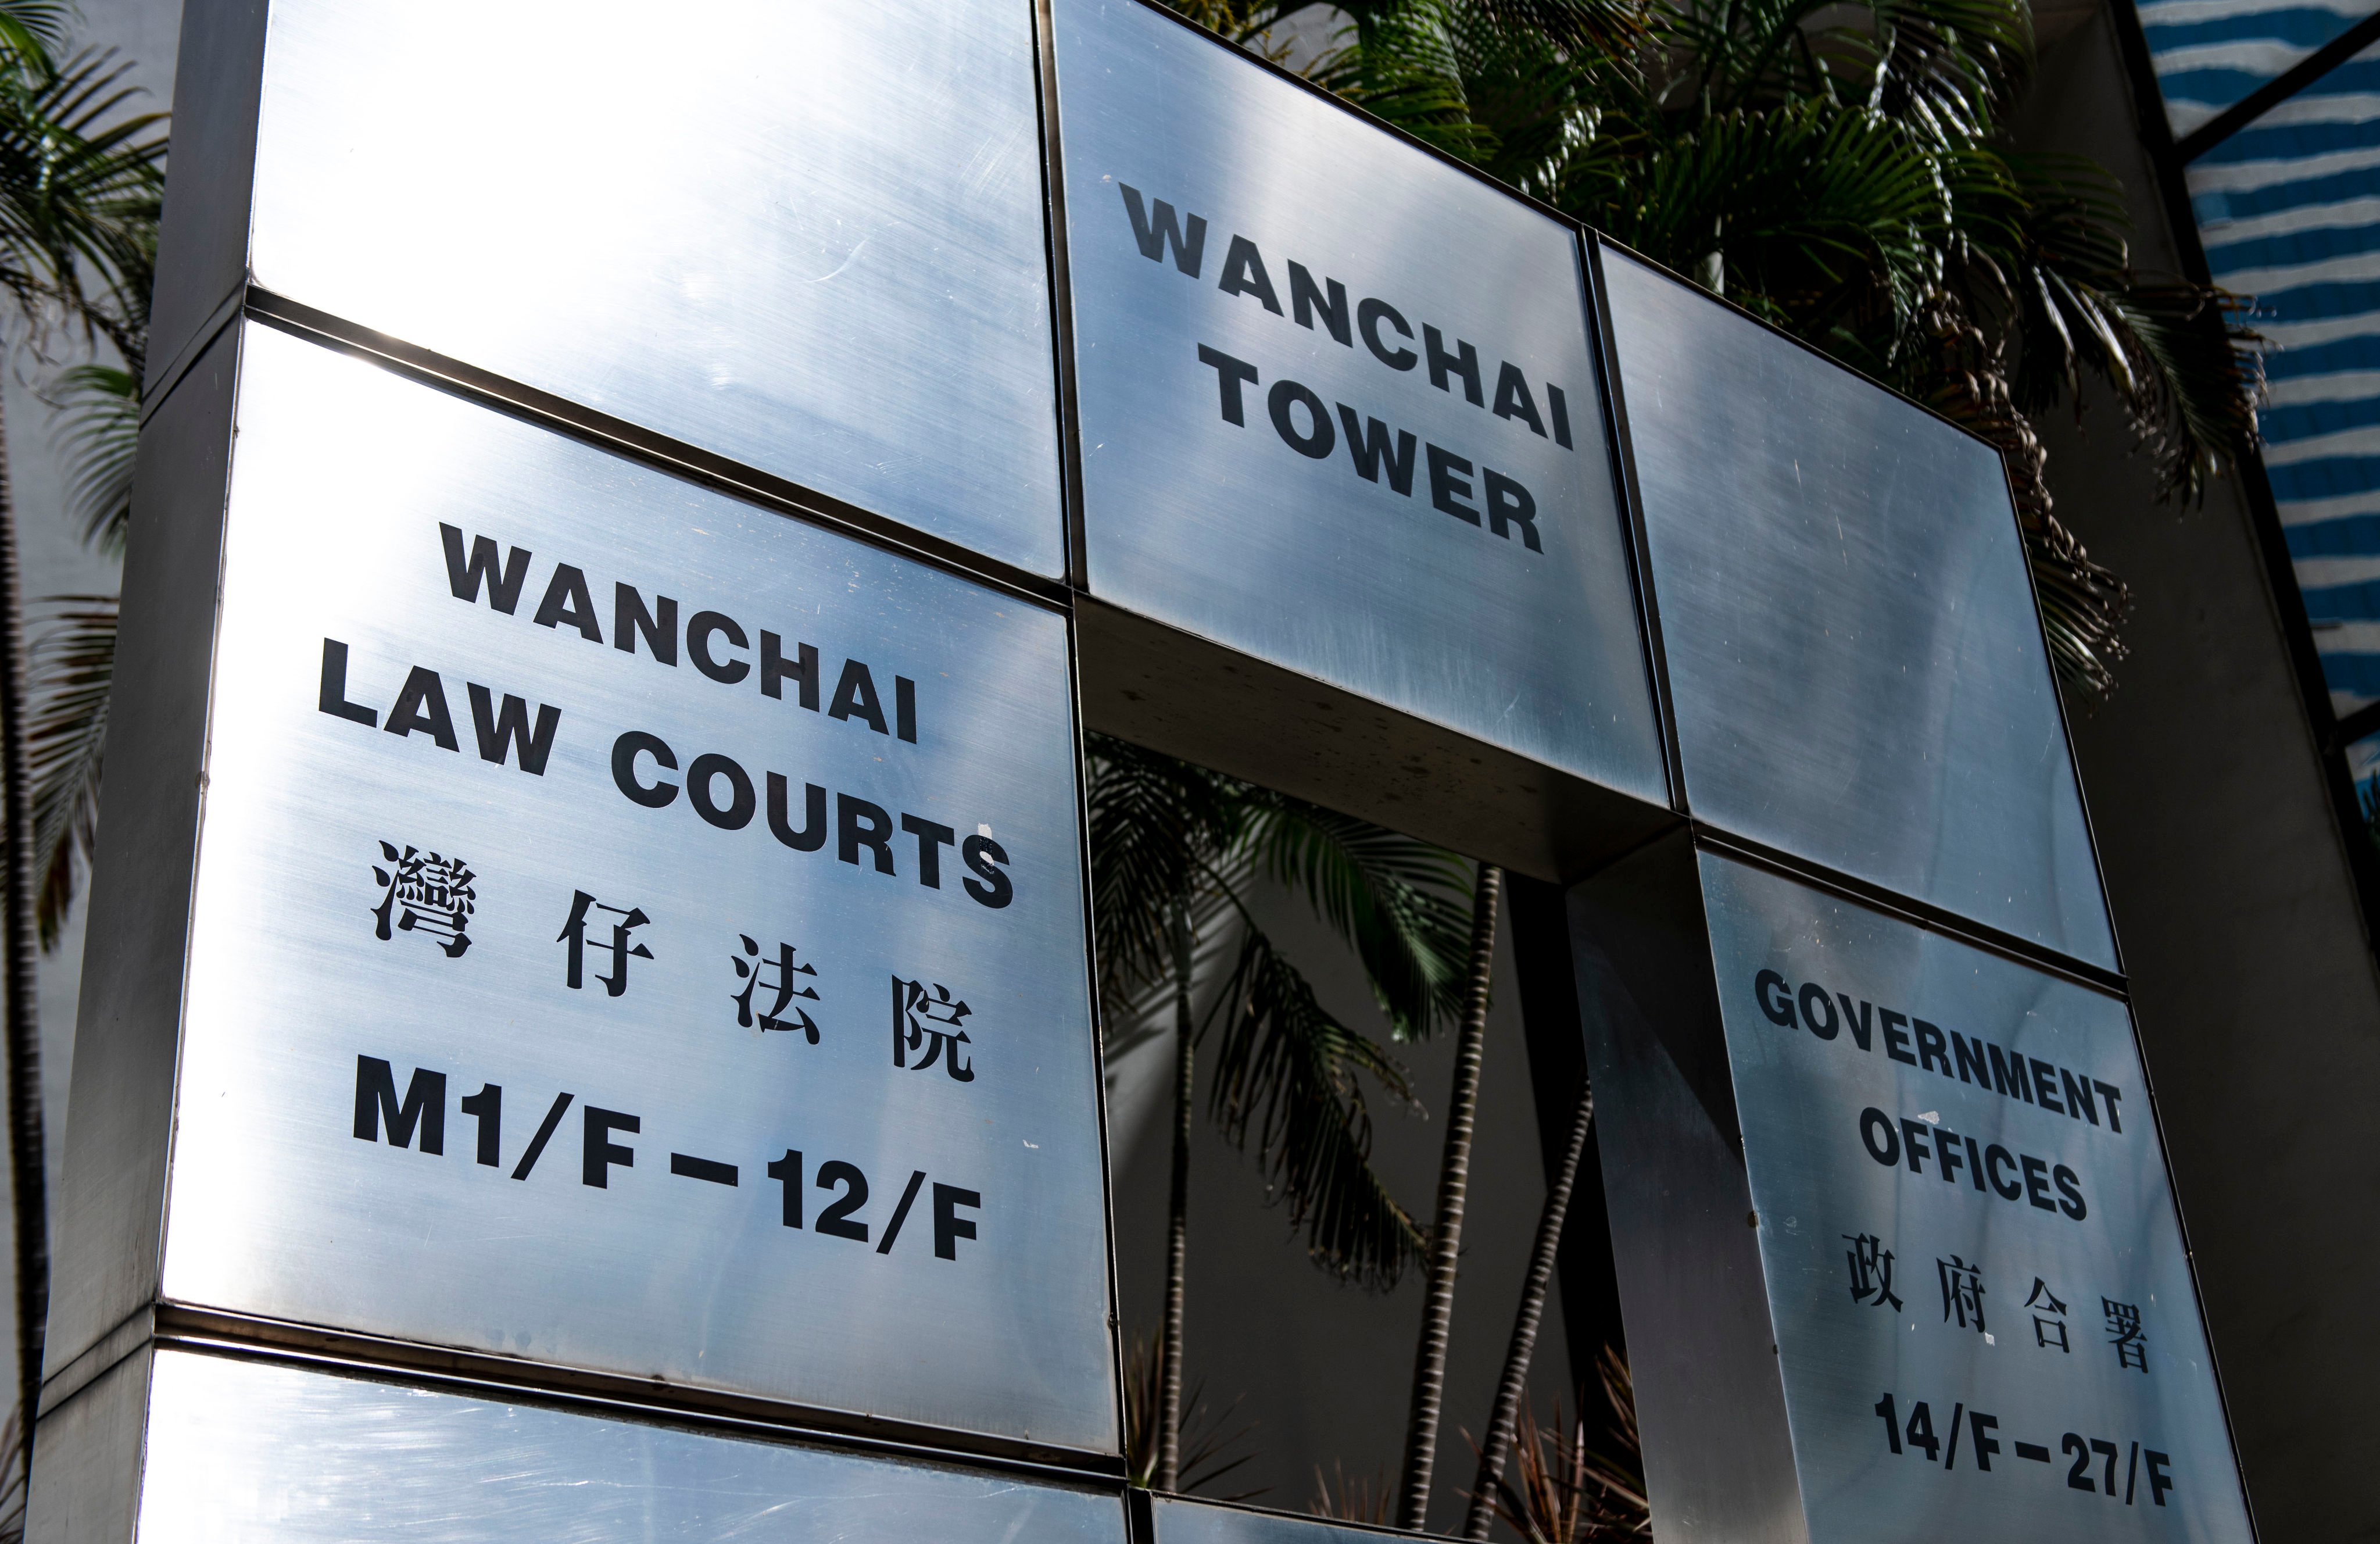 WANCHAI
TOWER
WANCHAI
LAW COURTS
灣仔法院
M1/F – 12/F
GOVERNMENT
OFFICES
政府合署
14/F – 27/F